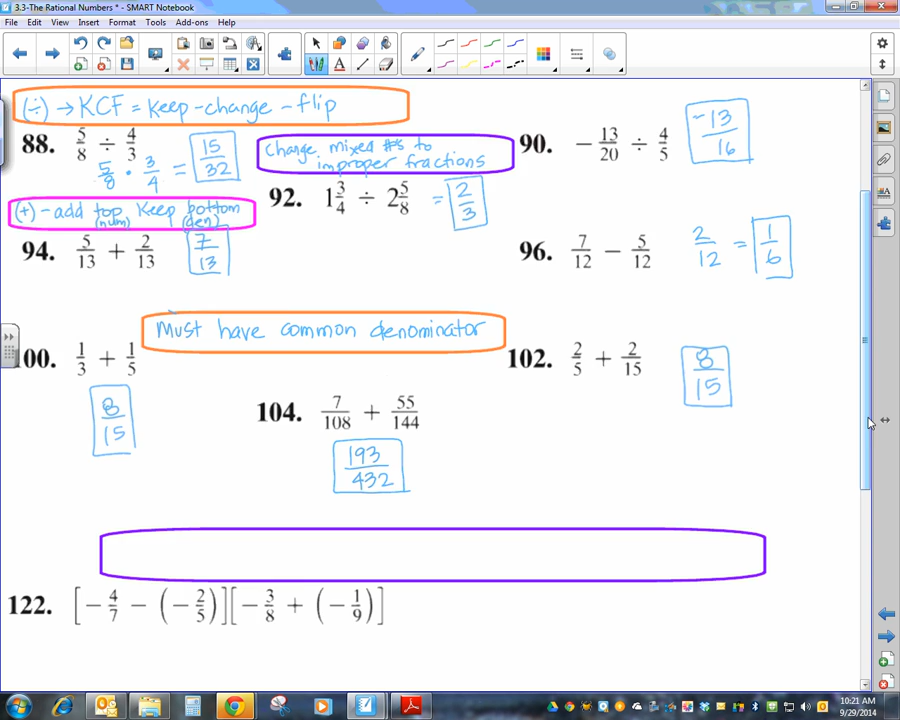 3.3-The Rational Numbers * - SMART Notebook
File Edit View Insert Format Tools Add-ons Help
(÷) → KCF = Keep-change-flip
88. 5/8 ÷ 4/3
5/8 · 3/4 = 15/32
Change mixed #s to
improper fractions
90. −13/20 ÷ 4/5
-13/16
92. 1 3/4 ÷ 2 5/8 = 2/3
(+) - add top Keep bottom
(num) (den)
94. 5/13 + 2/13 7/13
96. 7/12 − 5/12 2/12 = 1/6
Must have common denominator
100. 1/3 + 1/5
8/15
102. 2/5 + 2/15 8/15
104. 7/108 + 55/144
193/432
122. [−4/7 − (−2/5)][−3/8 + (−1/9)]
10:21 AM
9/29/2014